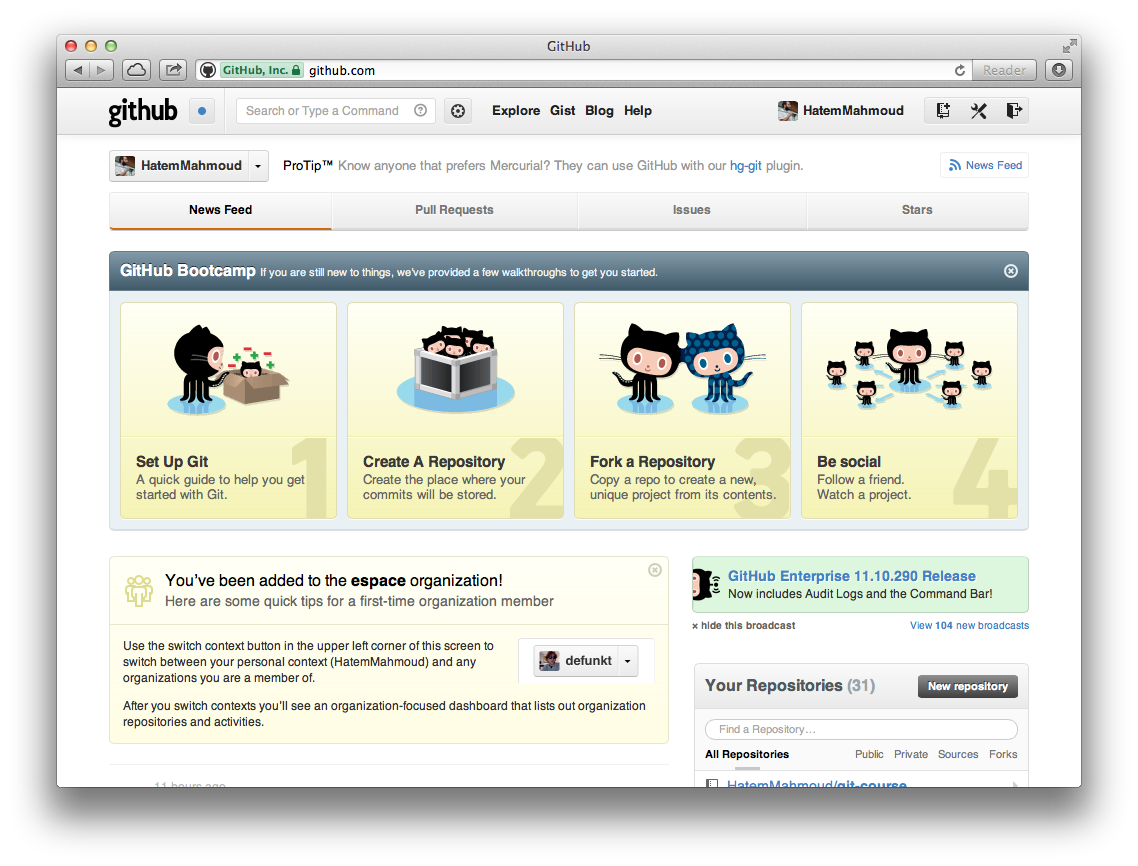 GitHub
GitHub, Inc. github.com Reader
github Search or Type a Command Explore Gist Blog Help HatemMahmoud
HatemMahmoud ProTip™ Know anyone that prefers Mercurial? They can use GitHub with our hg-git plugin. News Feed
News Feed Pull Requests Issues Stars
GitHub Bootcamp If you are still new to things, we've provided a few walkthroughs to get you started.
1
Set Up Git
A quick guide to help you get
started with Git.
2
Create A Repository
Create the place where your
commits will be stored.
3
Fork a Repository
Copy a repo to create a new,
unique project from its contents.
4
Be social
Follow a friend.
Watch a project.
You've been added to the espace organization!
Here are some quick tips for a first-time organization member
Use the switch context button in the upper left corner of this screen to
switch between your personal context (HatemMahmoud) and any
organizations you are a member of.
defunkt
After you switch contexts you'll see an organization-focused dashboard that lists out organization
repositories and activities.
11 hours ago
GitHub Enterprise 11.10.290 Release
Now includes Audit Logs and the Command Bar!
× hide this broadcast View 104 new broadcasts
Your Repositories (31) New repository
Find a Repository…
All Repositories Public Private Sources Forks
HatemMahmoud/git-course